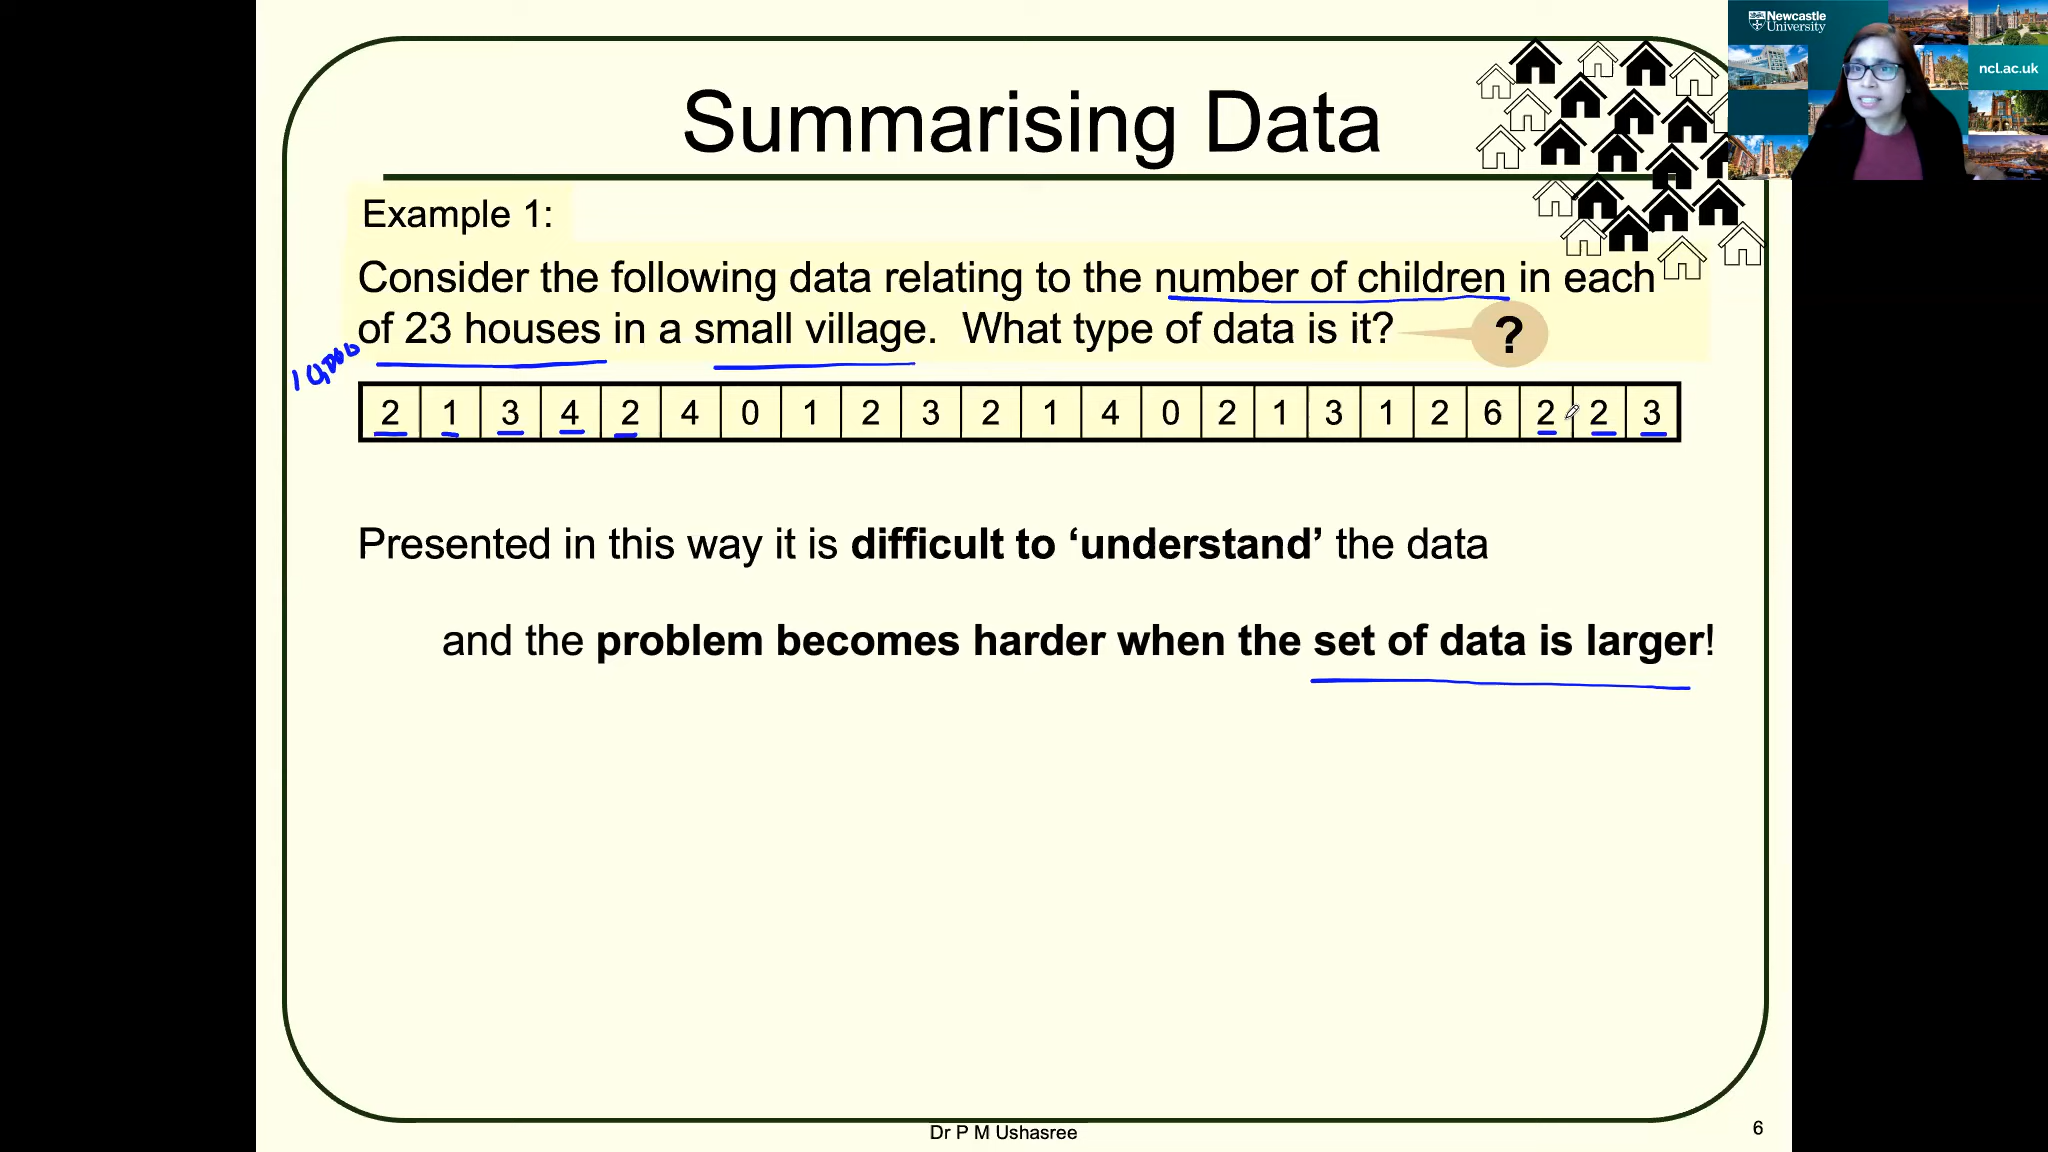 Newcastle
University
ncl.ac.uk
Summarising Data
Example 1:
Consider the following data relating to the number of children in each
of 23 houses in a small village. What type of data is it?
?
10,000
2 1 3 4 2 4 0 1 2 3 2 1 4 0 2 1 3 1 2 6 2 2 3
Presented in this way it is difficult to ‘understand’ the data
and the problem becomes harder when the set of data is larger!
Dr P M Ushasree
6